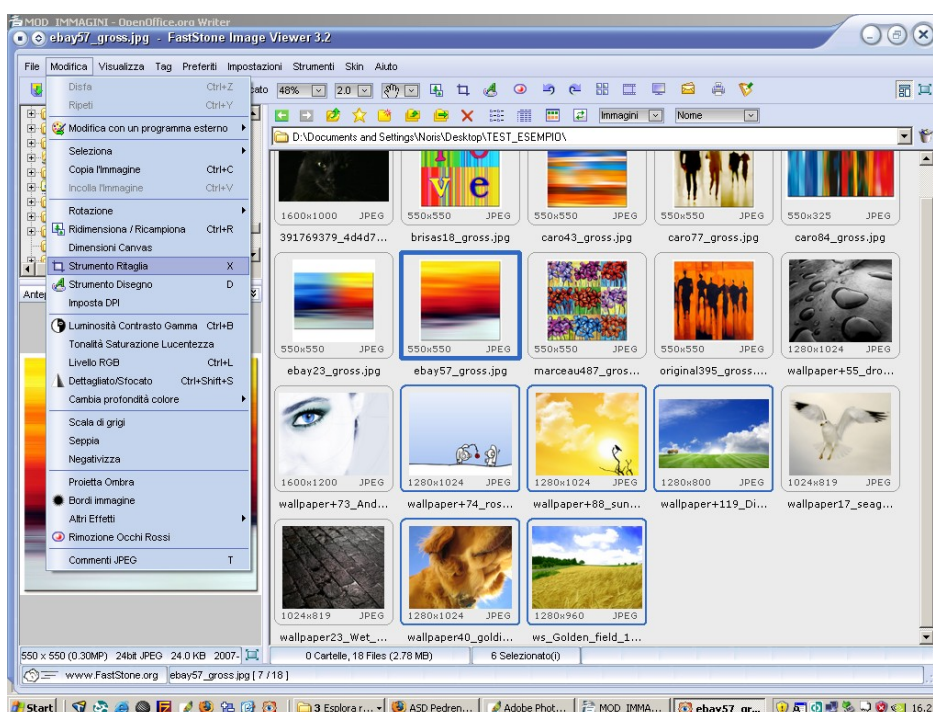 MOD_IMMAGINI - OpenOffice.org Writer
ebay57_gross.jpg - FastStone Image Viewer 3.2
File Modifica Visualizza Tag Preferiti Impostazioni Strumenti Skin Aiuto
Disfa Ctrl+Z
Ripeti Ctrl+Y
Modifica con un programma esterno
Seleziona
Copia l'Immagine Ctrl+C
Incolla l'Immagine Ctrl+V
Rotazione
Ridimensiona / Ricampiona Ctrl+R
Dimensioni Canvas
Strumento Ritaglia X
Strumento Disegno D
Imposta DPI
Luminosità Contrasto Gamma Ctrl+B
Tonalità Saturazione Lucentezza
Livello RGB Ctrl+L
Dettagliato/Sfocato Ctrl+Shift+S
Cambia profondità colore
Scala di grigi
Seppia
Negativizza
Proietta Ombra
Bordi immagine
Altri Effetti
Rimozione Occhi Rossi
Commenti JPEG T
cato 48% 2.0
Immagini Nome
D:\Documents and Settings\Noris\Desktop\TEST_ESEMPIO\
ve
1600x1000 JPEG 550x550 JPEG 550x550 JPEG 550x550 JPEG 550x325 JPEG
391769379_4d4d7... brisas18_gross.jpg caro43_gross.jpg caro77_gross.jpg caro84_gross.jpg
550x550 JPEG 550x550 JPEG 550x550 JPEG 550x550 JPEG 1280x1024 JPEG
ebay23_gross.jpg ebay57_gross.jpg marceau487_gros... original395_gross.... wallpaper+55_dro...
1600x1200 JPEG 1280x1024 JPEG 1280x1024 JPEG 1280x800 JPEG 1024x819 JPEG
wallpaper+73_And... wallpaper+74_ros... wallpaper+88_sun... wallpaper+119_Di... wallpaper17_seag...
1024x819 JPEG 1280x1024 JPEG 1280x960 JPEG
wallpaper23_Wet_... wallpaper40_goldi... ws_Golden_field_1...
Antep
550 x 550 (0.30MP) 24bit JPEG 24.0 KB 2007-
0 Cartelle, 18 Files (2.78 MB) 6 Selezionato(i)
www.FastStone.org ebay57_gross.jpg [ 7 / 18 ]
Start 3 Esplora r... ASD Pedren... Adobe Phot... MOD_IMMA... ebay57_gr... 16.2